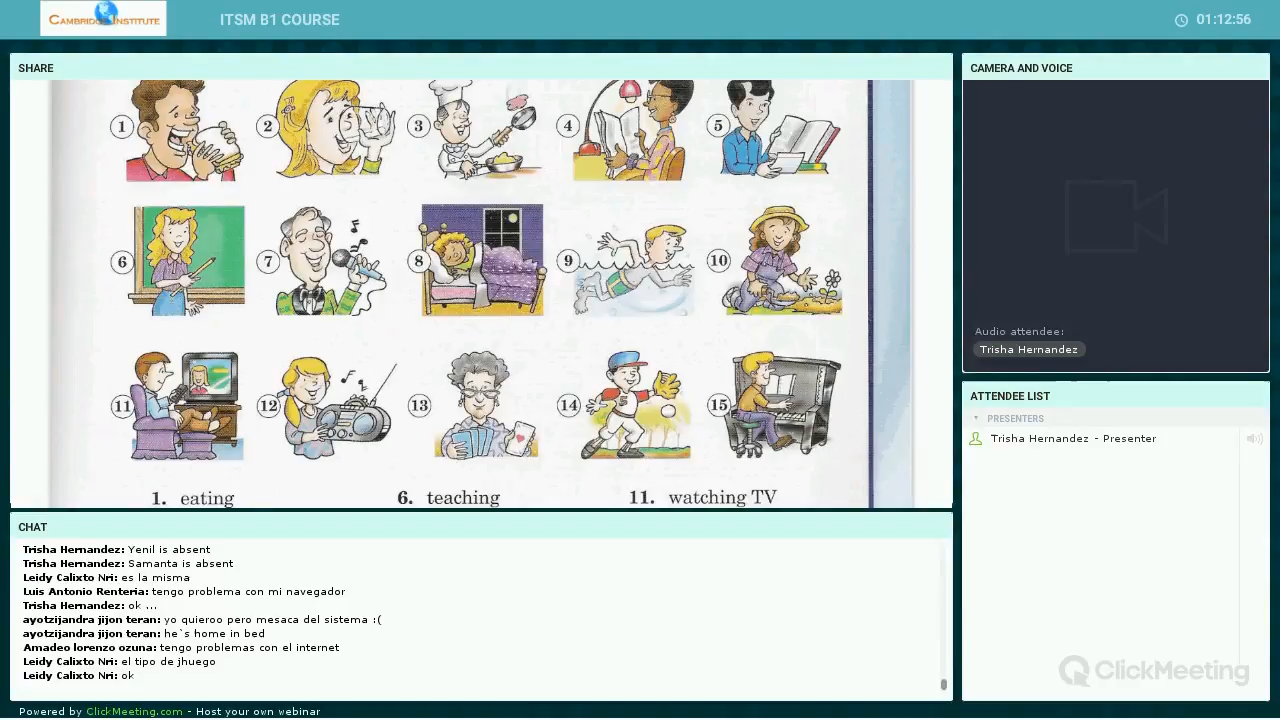 CAMBRIDGE INSTITUTE
ITSM B1 COURSE
01:12:56
SHARE
1
2
3
4
5
6
7
8
9
10
11
12
13
14
15
1. eating
6. teaching
11. watching TV
CAMERA AND VOICE
Audio attendee:
Trisha Hernandez
ATTENDEE LIST
PRESENTERS
Trisha Hernandez - Presenter
ClickMeeting
CHAT
Trisha Hernandez: Yenil is absent
Trisha Hernandez: Samanta is absent
Leidy Calixto Nri: es la misma
Luis Antonio Renteria: tengo problema con mi navegador
Trisha Hernandez: ok ...
ayotzijandra jijon teran: yo quieroo pero mesaca del sistema :(
ayotzijandra jijon teran: he`s home in bed
Amadeo lorenzo ozuna: tengo problemas con el internet
Leidy Calixto Nri: el tipo de jhuego
Leidy Calixto Nri: ok
Powered by ClickMeeting.com - Host your own webinar